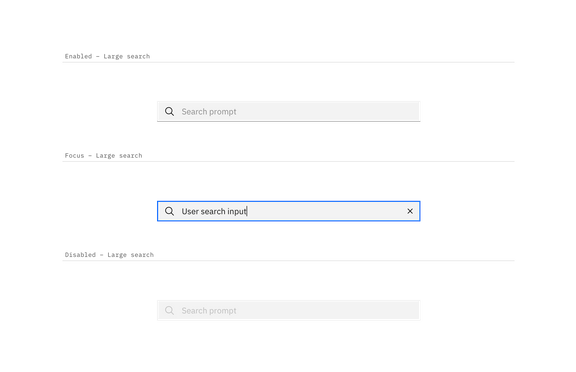 Enabled – Large search
Search prompt
Focus – Large search
User search input
Disabled – Large search
Search prompt